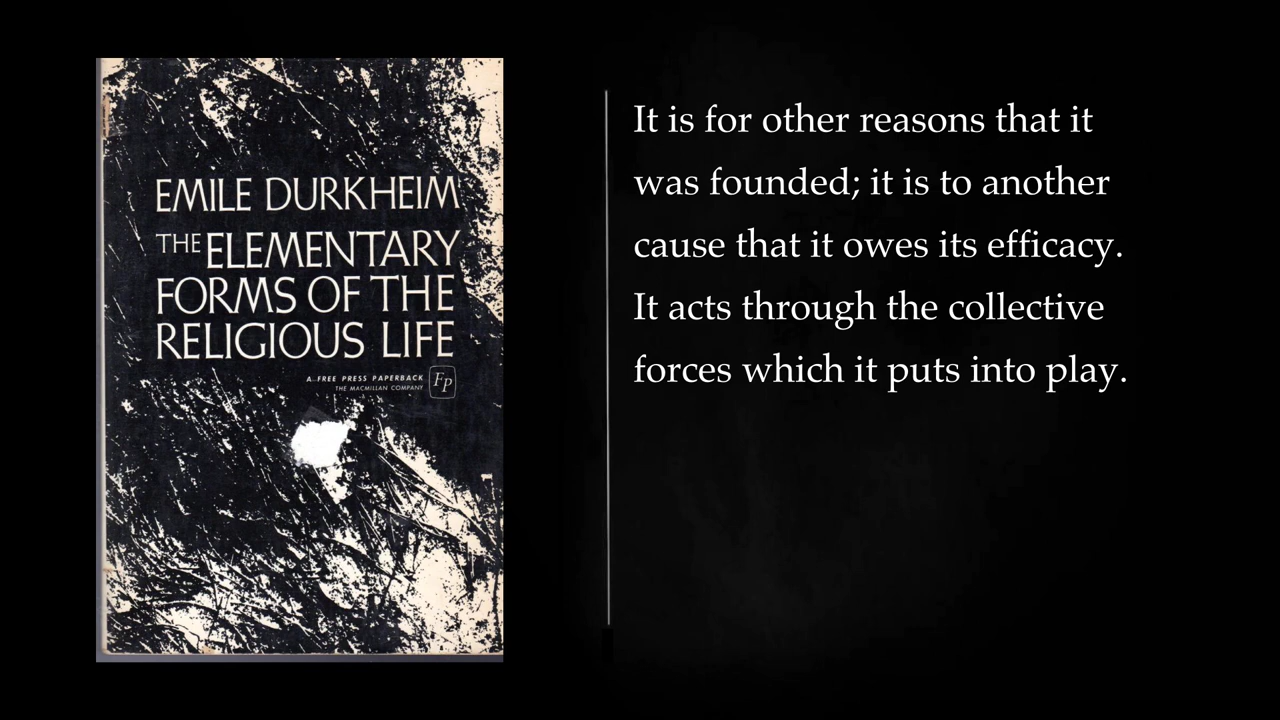 EMILE DURKHEIM
THE ELEMENTARY
FORMS OF THE
RELIGIOUS LIFE
A FREE PRESS PAPERBACK
THE MACMILLAN COMPANY
FP
It is for other reasons that it
was founded; it is to another
cause that it owes its efficacy.
It acts through the collective
forces which it puts into play.